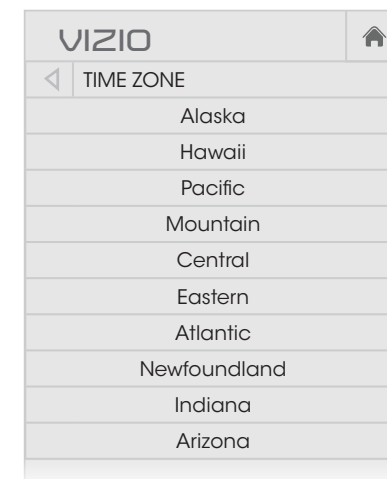 VIZIO
TIME ZONE
Alaska
Hawaii
Pacific
Mountain
Central
Eastern
Atlantic
Newfoundland
Indiana
Arizona